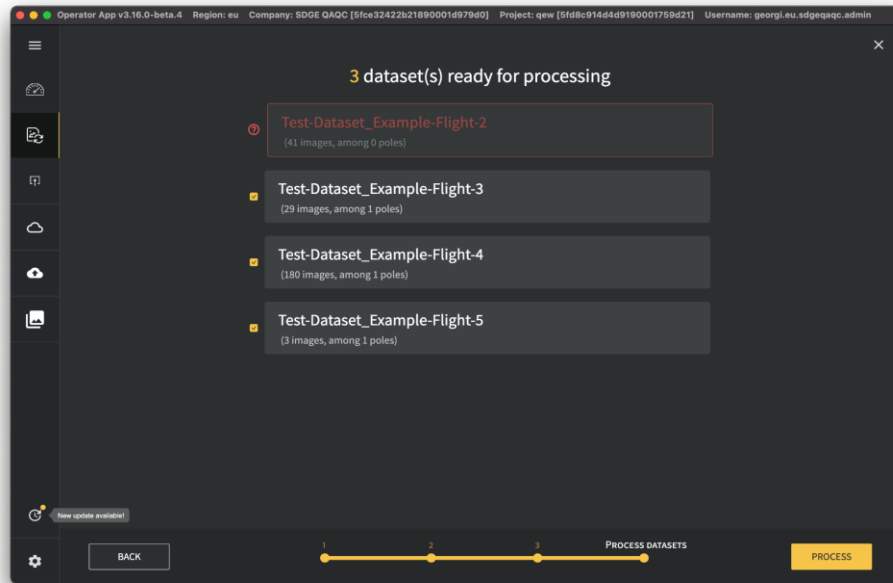 Operator App v3.16.0-beta.4 Region: eu Company: SDGE QAQC [5fce32422b21890001d979d0] Project: qew [5fd8c914d4d9190001759d21] Username: georgi.eu.sdgeqaqc.admin
3 dataset(s) ready for processing
Test-Dataset_Example-Flight-2
(41 images, among 0 poles)
Test-Dataset_Example-Flight-3
(29 images, among 1 poles)
Test-Dataset_Example-Flight-4
(180 images, among 1 poles)
Test-Dataset_Example-Flight-5
(3 images, among 1 poles)
New update available!
BACK
1 2 3 PROCESS DATASETS
PROCESS